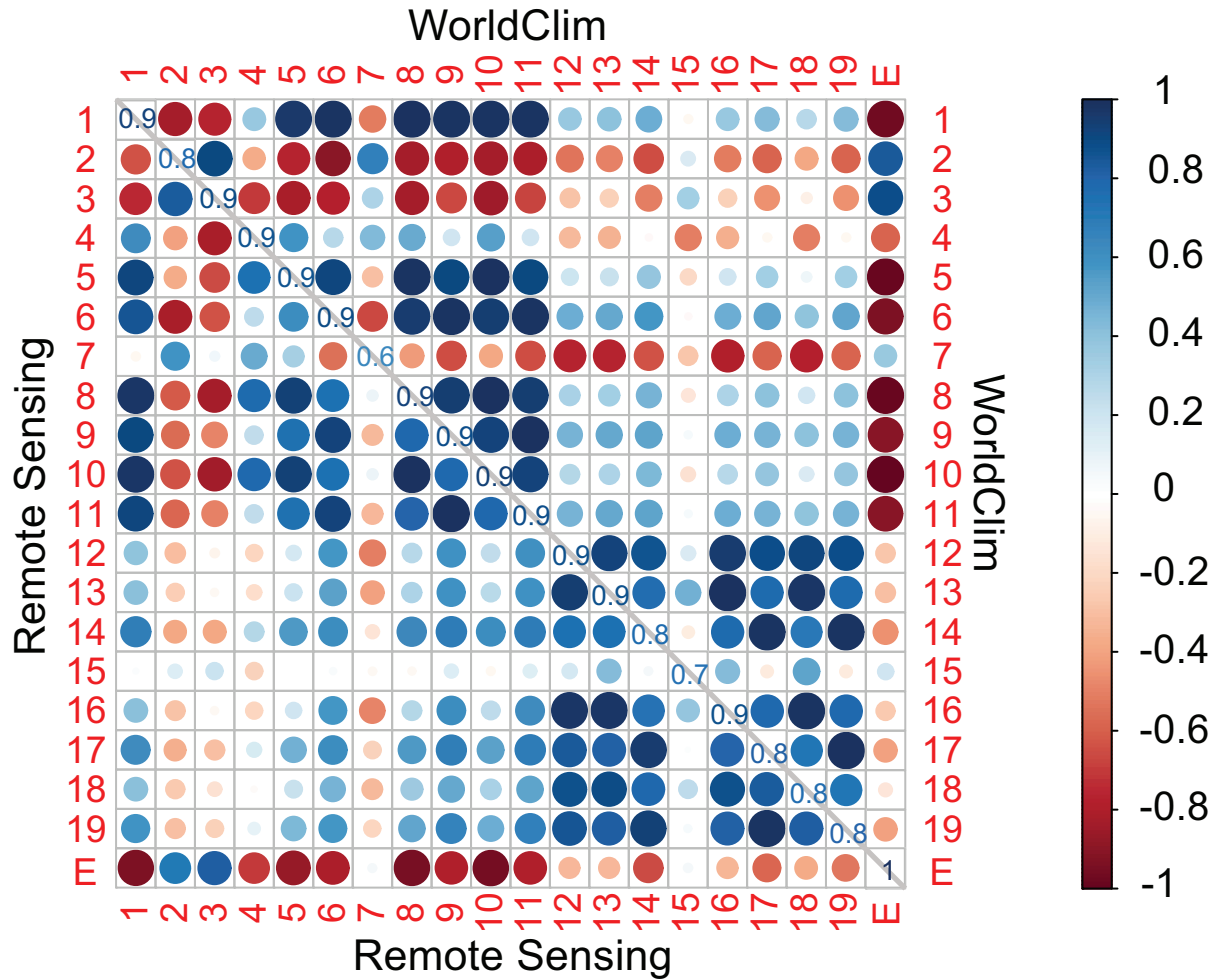 WorldClim
1 2 3 4 5 6 7 8 9 10 11 12 13 14 15 16 17 18 19 E
1 0.9 1 1
2 0.8 2 0.8
3 0.9 3
4 0.9 4 0.6
5 0.9 5
6 0.9 6 0.4
7 0.6 7
8 0.9 8 0.2
9 0.9 9
10 0.9 10 0
11 0.9 11
12 0.9 12 -0.2
13 0.9 13
14 0.8 14 -0.4
15 0.7 15
16 0.9 16
17 0.8 17 -0.6
18 0.8 18
19 0.8 19 -0.8
E 1 E -1
1 2 3 4 5 6 7 8 9 10 11 12 13 14 15 16 17 18 19 E
Remote Sensing
Remote Sensing
WorldClim